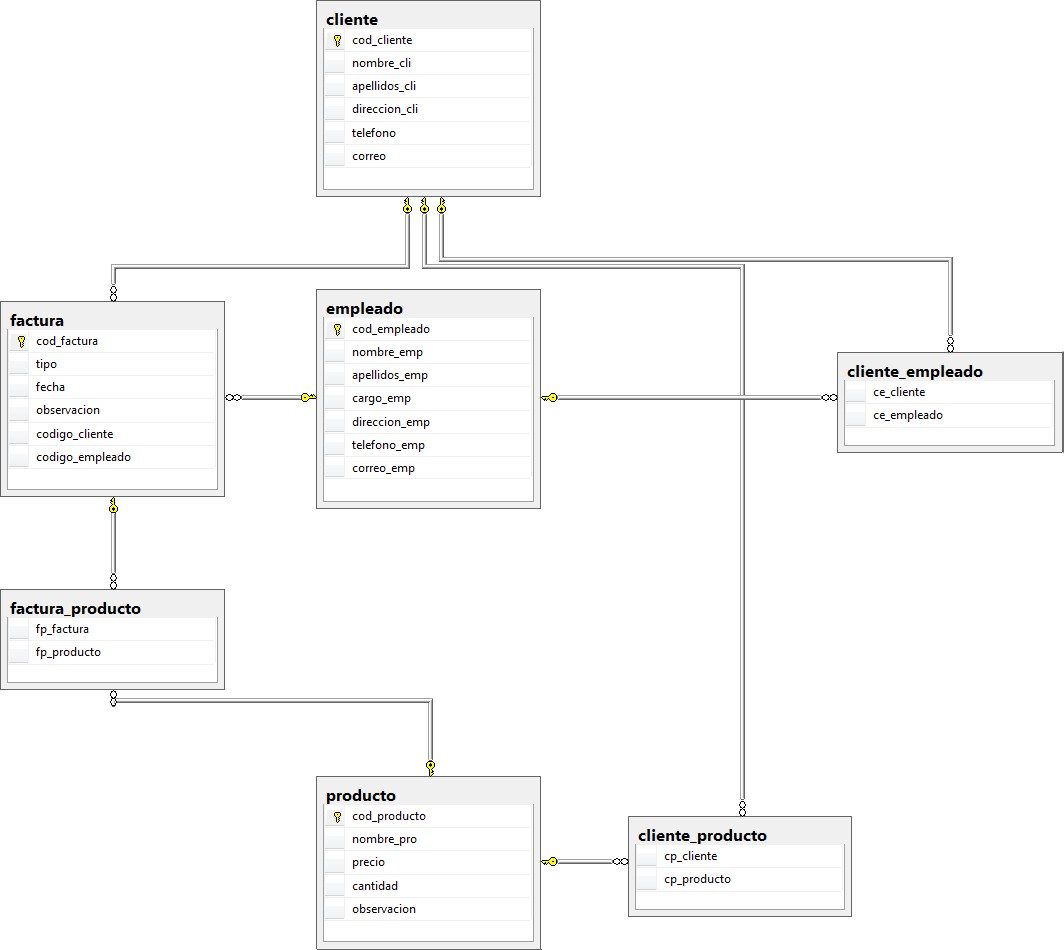 cliente
cod_cliente
nombre_cli
apellidos_cli
direccion_cli
telefono
correo
factura
cod_factura
tipo
fecha
observacion
codigo_cliente
codigo_empleado
empleado
cod_empleado
nombre_emp
apellidos_emp
cargo_emp
direccion_emp
telefono_emp
correo_emp
cliente_empleado
ce_cliente
ce_empleado
factura_producto
fp_factura
fp_producto
producto
cod_producto
nombre_pro
precio
cantidad
observacion
cliente_producto
cp_cliente
cp_producto